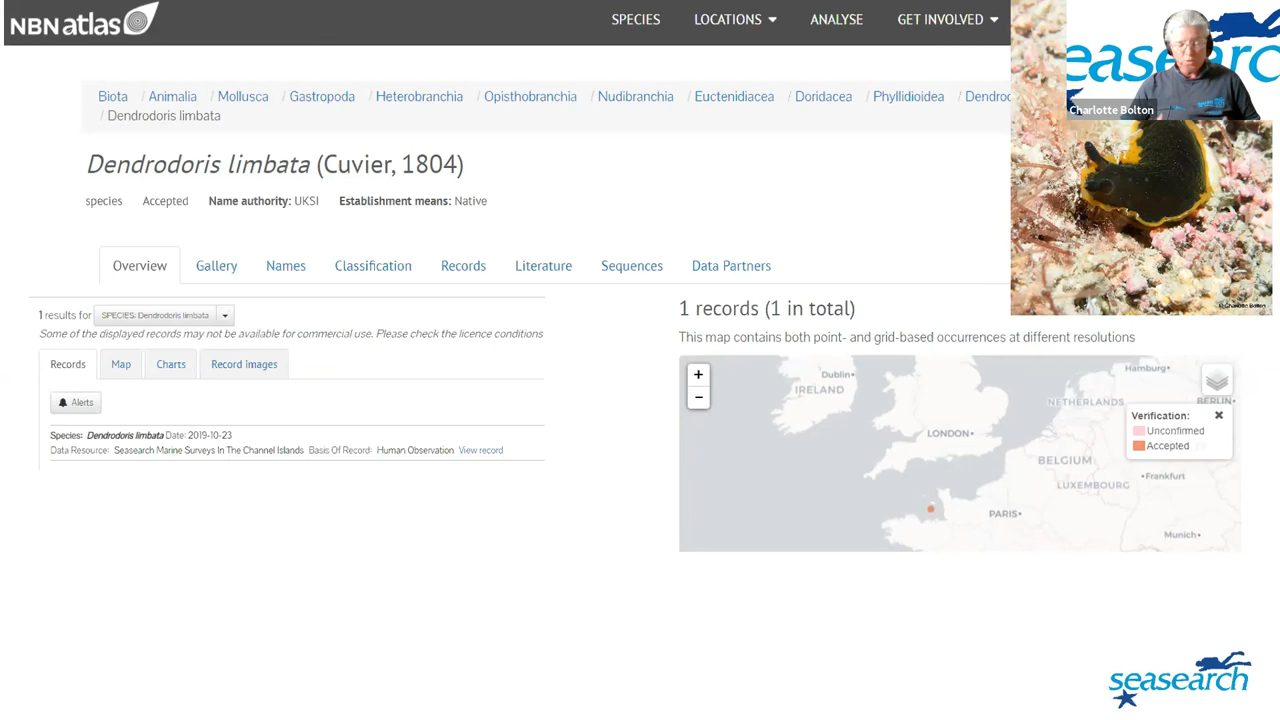 NBN atlas
SPECIES LOCATIONS ANALYSE GET INVOLVED
easearc
Charlotte Bolton
Biota / Animalia / Mollusca / Gastropoda / Heterobranchia / Opisthobranchia / Nudibranchia / Euctenidiacea / Doridacea / Phyllidioidea / Dendroc
/ Dendrodoris limbata
Dendrodoris limbata (Cuvier, 1804)
species Accepted Name authority: UKSI Establishment means: Native
Overview Gallery Names Classification Records Literature Sequences Data Partners
© Charlotte Bolton
1 results for SPECIES: Dendrodoris limbata
Some of the displayed records may not be available for commercial use. Please check the licence conditions
Records Map Charts Record images
Alerts
Species: Dendrodoris limbata Date: 2019-10-23
Data Resource: Seasearch Marine Surveys In The Channel Islands Basis Of Record: Human Observation View record
1 records (1 in total)
This map contains both point- and grid-based occurrences at different resolutions
+
−
Dublin
IRELAND
Hamburg
NETHERLANDS
BERLIN
LONDON
BELGIUM
LUXEMBOURG
Frankfurt
PARIS
Munich
Verification:
Unconfirmed
Accepted
seasearch